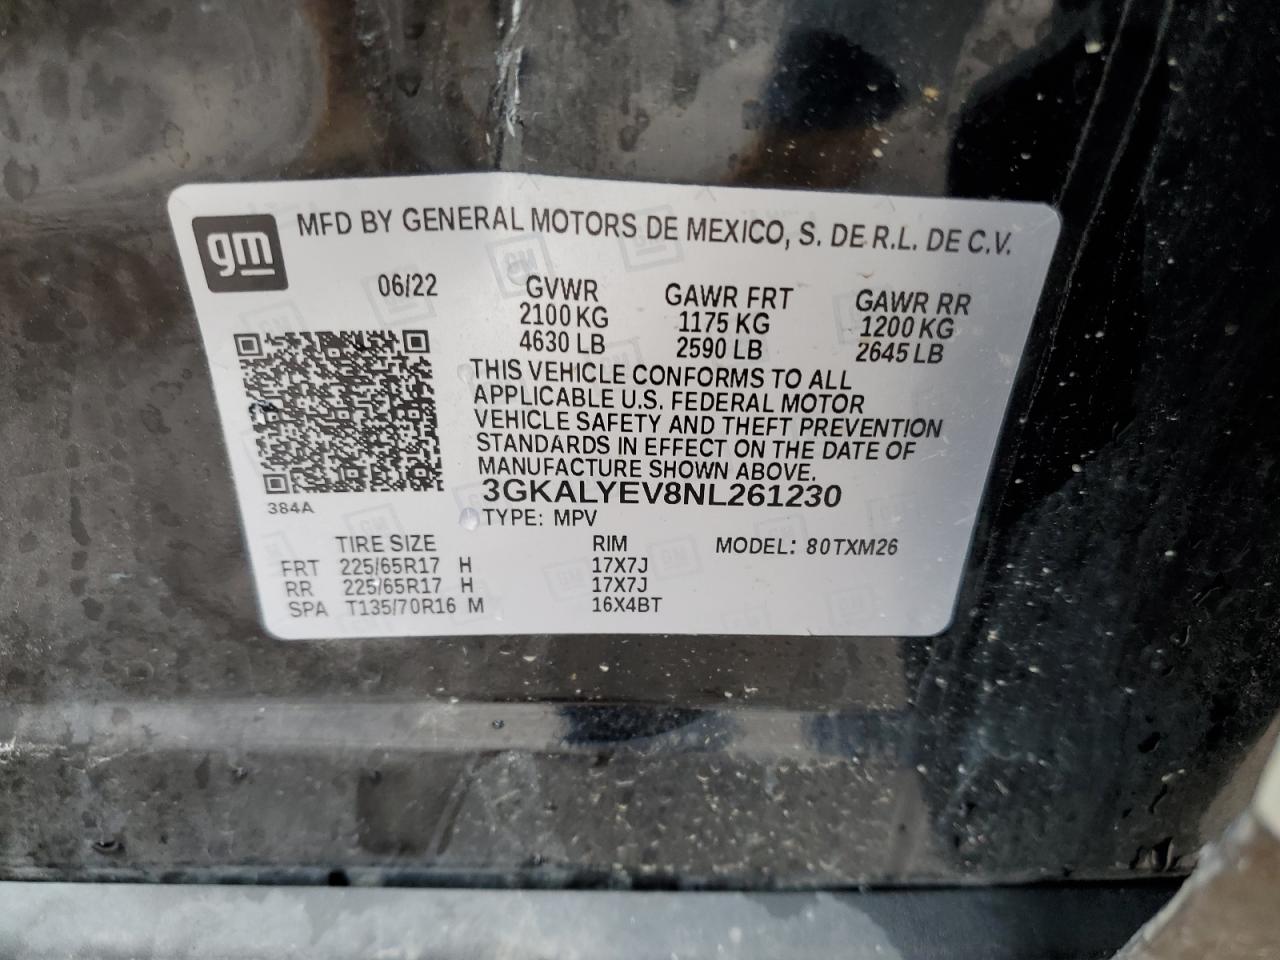 gm
MFD BY GENERAL MOTORS DE MEXICO, S. DE R.L. DE C.V.
06/22 GVWR GAWR FRT GAWR RR
2100 KG 1175 KG 1200 KG
4630 LB 2590 LB 2645 LB
THIS VEHICLE CONFORMS TO ALL
APPLICABLE U.S. FEDERAL MOTOR
VEHICLE SAFETY AND THEFT PREVENTION
STANDARDS IN EFFECT ON THE DATE OF
MANUFACTURE SHOWN ABOVE.
3GKALYEV8NL261230
384A
TYPE: MPV
TIRE SIZE RIM MODEL: 80TXM26
FRT 225/65R17 H 17X7J
RR 225/65R17 H 17X7J
SPA T135/70R16 M 16X4BT